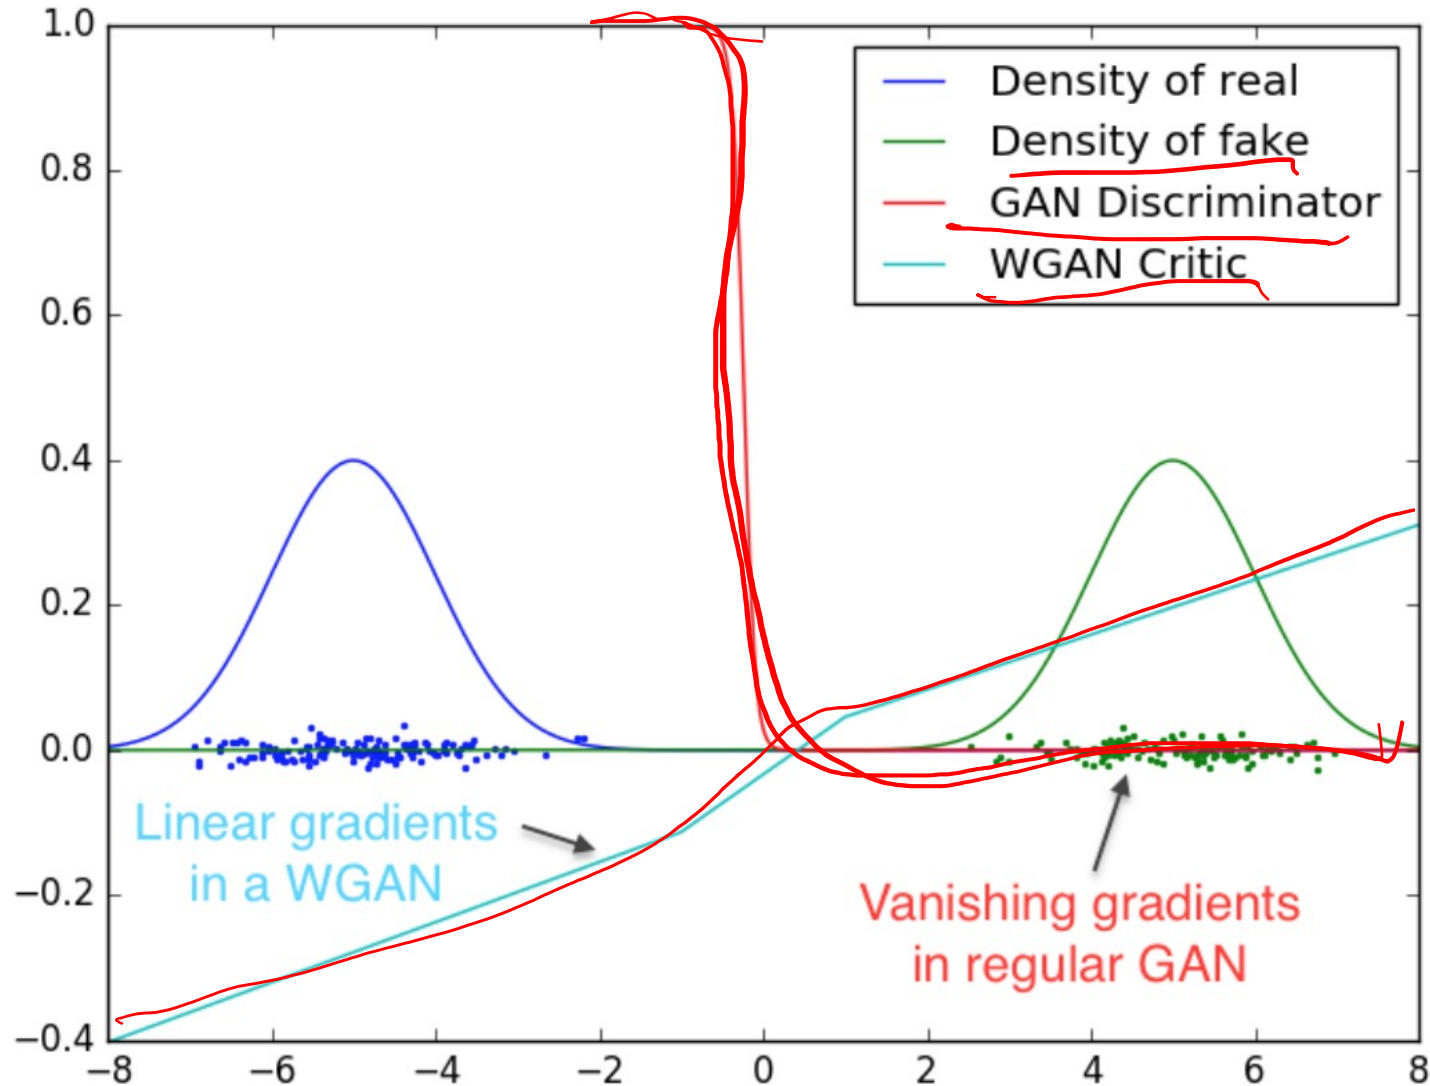 1.0
0.8
0.6
0.4
0.2
0.0
−0.2
−0.4
−8
−6
−4
−2
0
2
4
6
8
Density of real
Density of fake
GAN Discriminator
WGAN Critic
Linear gradients
in a WGAN
Vanishing gradients
in regular GAN